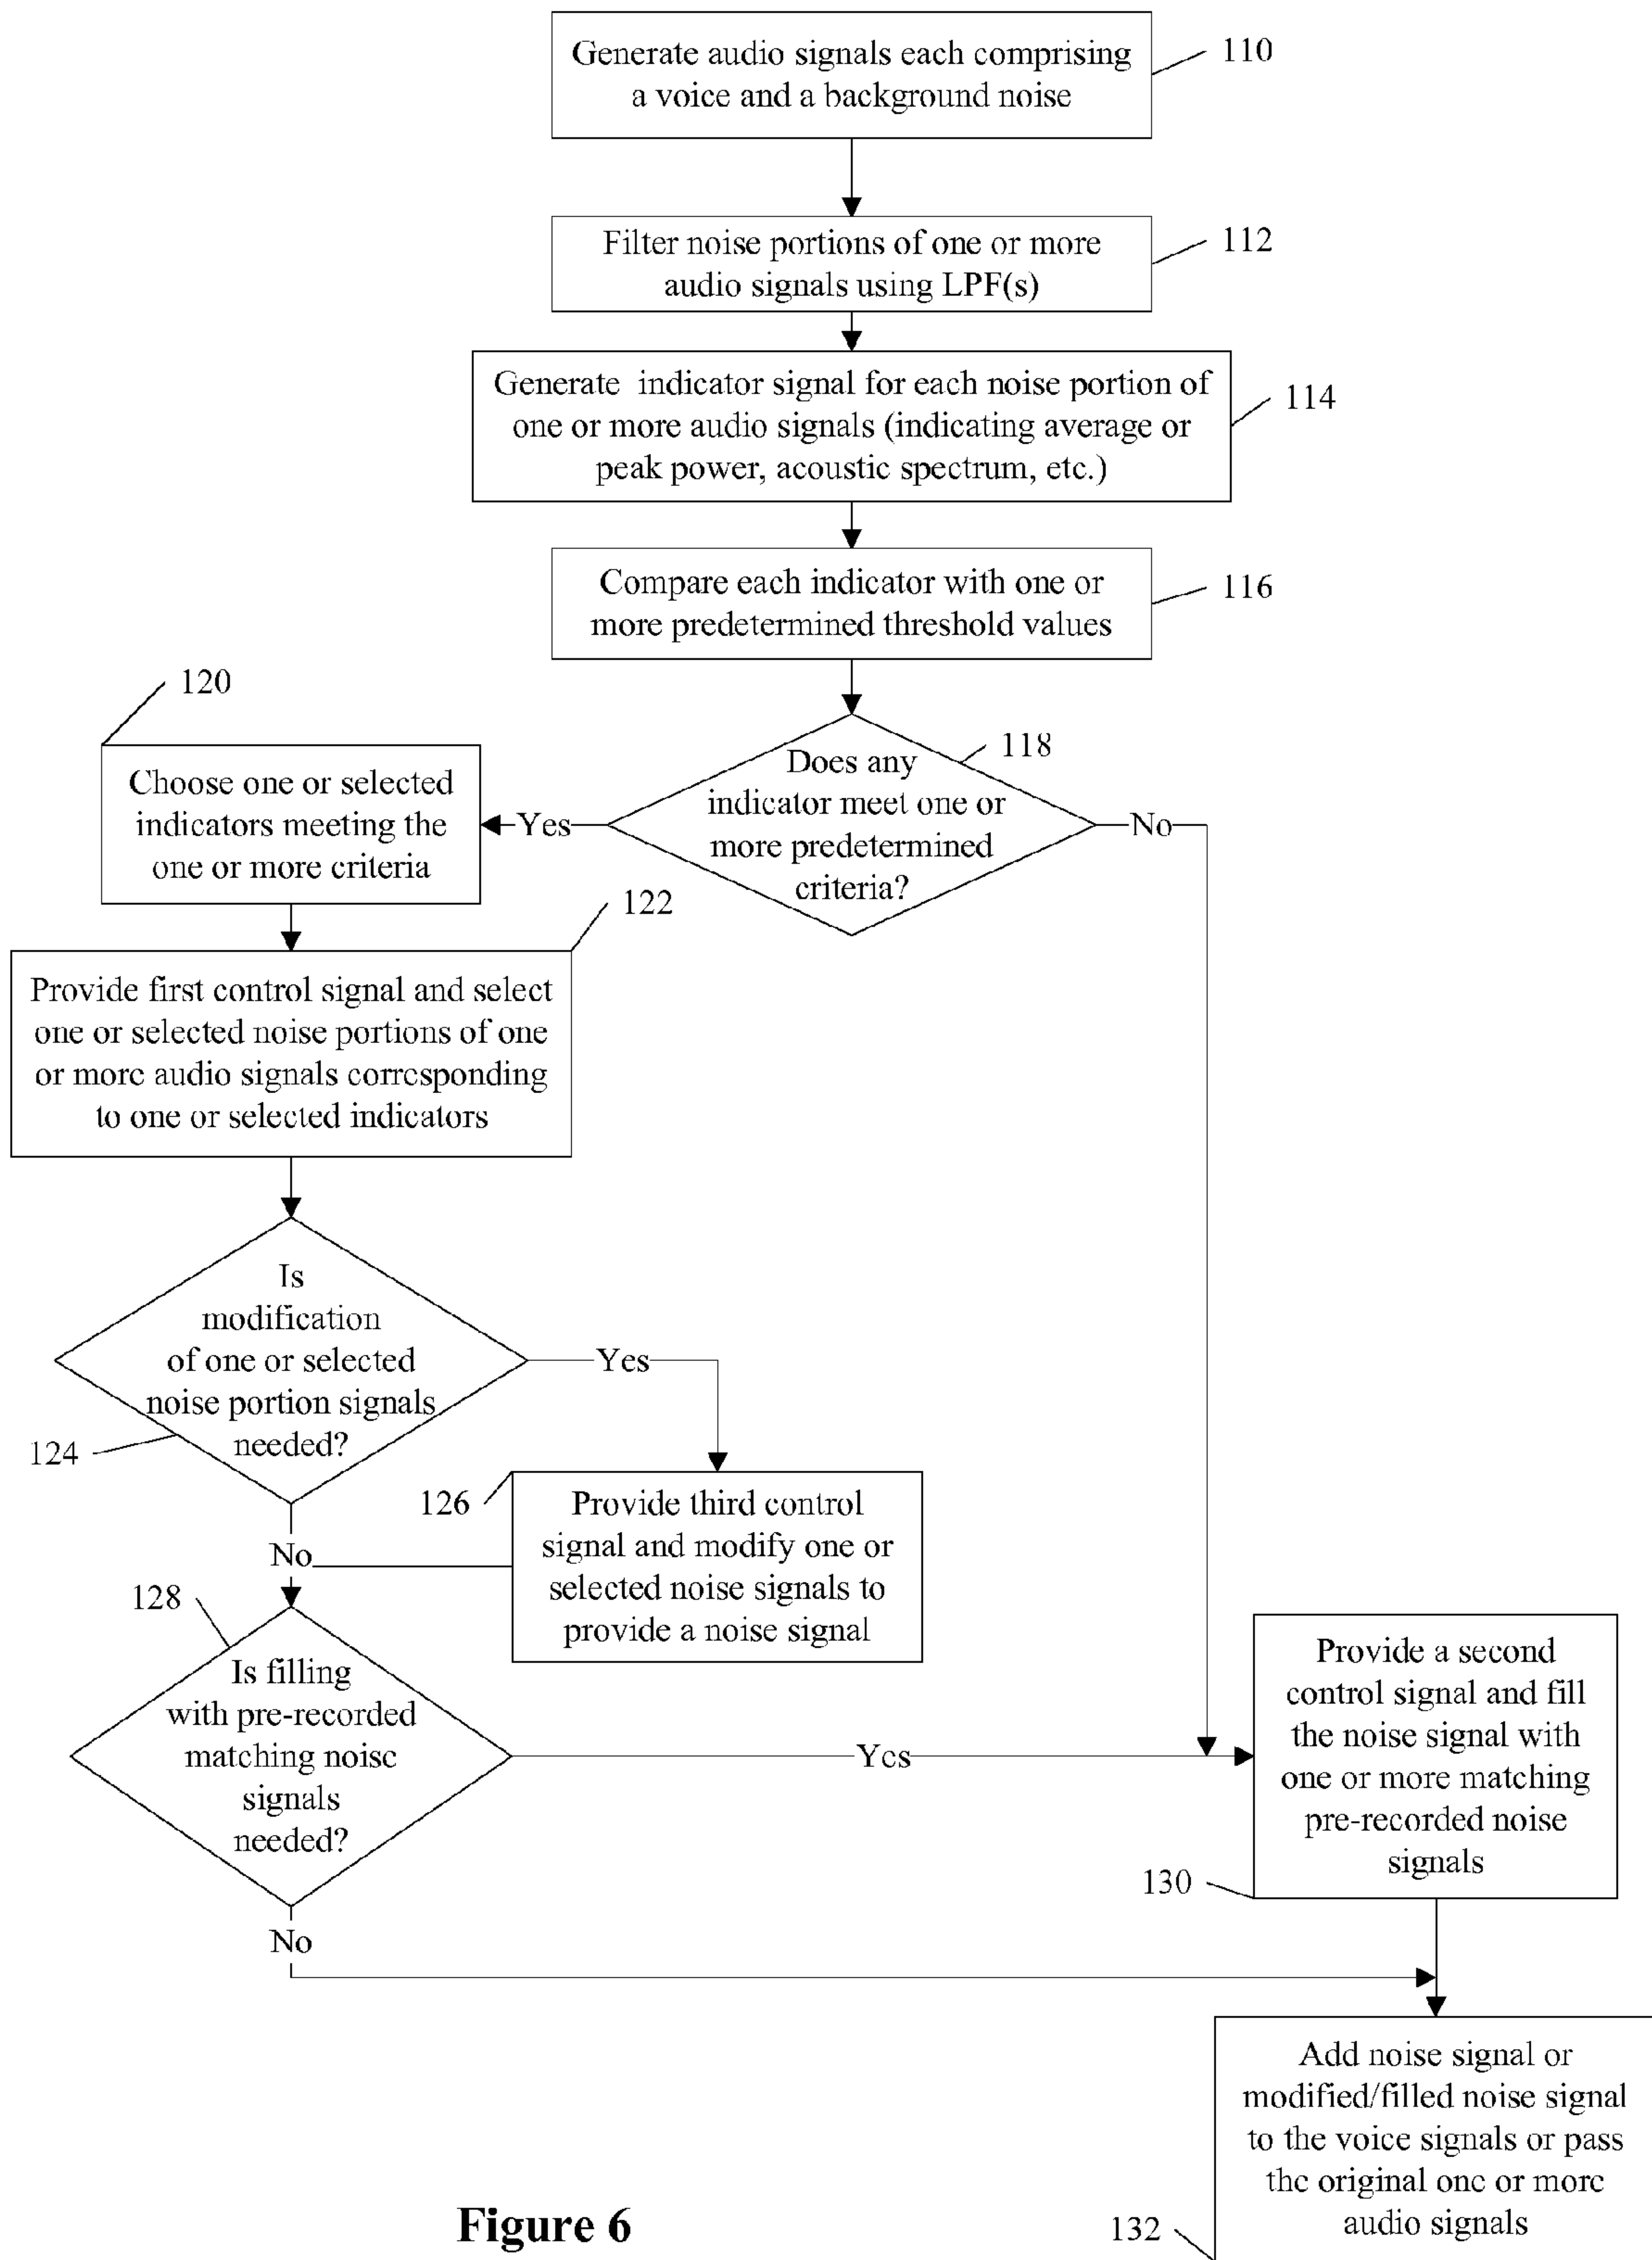 Generate audio signals each comprising
a voice and a background noise
110
Filter noise portions of one or more
audio signals using LPF(s)
112
Generate indicator signal for each noise portion of
one or more audio signals (indicating average or
peak power, acoustic spectrum, etc.)
114
Compare each indicator with one or
more predetermined threshold values
116
118
Does any
indicator meet one or
more predetermined
criteria?
Yes
No
120
Choose one or selected
indicators meeting the
one or more criteria
122
Provide first control signal and select
one or selected noise portions of one
or more audio signals corresponding
to one or selected indicators
Is
modification
of one or selected
noise portion signals
needed?
124
Yes
No
126
Provide third control
signal and modify one or
selected noise signals to
provide a noise signal
128
Is filling
with pre-recorded
matching noise
signals
needed?
Yes
No
Provide a second
control signal and fill
the noise signal with
one or more matching
pre-recorded noise
signals
130
Add noise signal or
modified/filled noise signal
to the voice signals or pass
the original one or more
audio signals
132
Figure 6